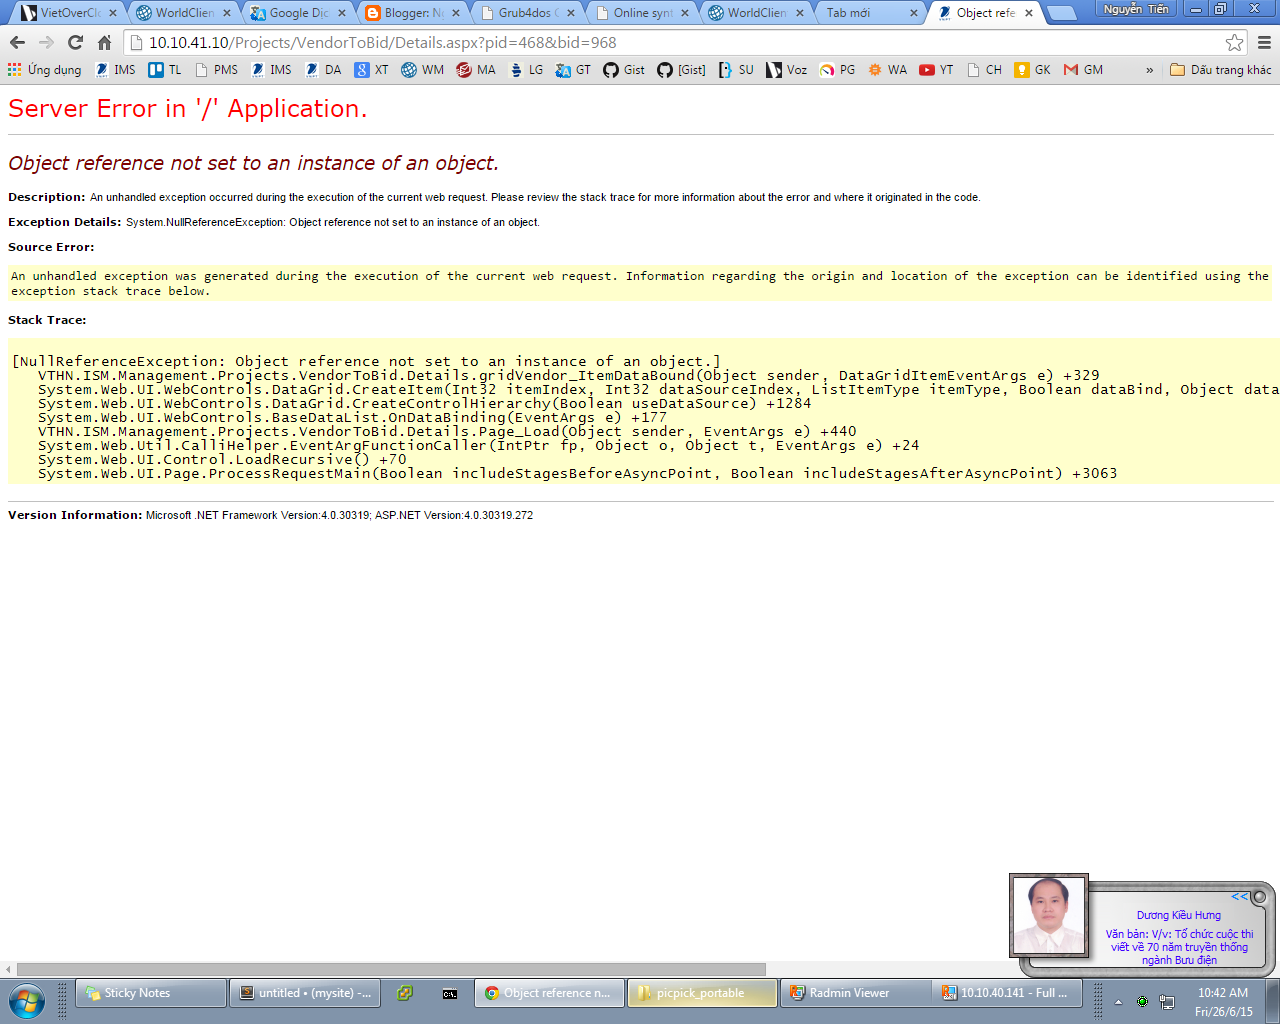 VietOverClo
WorldClien
Google Dịc
Blogger: Ng
Grub4dos G
Online synt
WorldClien
Tab mới
Object refe
Nguyễn Tiến
10.10.41.10/Projects/VendorToBid/Details.aspx?pid=468&bid=968
Ứng dụng IMS TL PMS IMS DA XT WM MA LG GT Gist [Gist] SU Voz PG WA YT CH GK GM » Dấu trang khác
Server Error in '/' Application.
Object reference not set to an instance of an object.
Description: An unhandled exception occurred during the execution of the current web request. Please review the stack trace for more information about the error and where it originated in the code.
Exception Details: System.NullReferenceException: Object reference not set to an instance of an object.
Source Error:
An unhandled exception was generated during the execution of the current web request. Information regarding the origin and location of the exception can be identified using the
exception stack trace below.
Stack Trace:
[NullReferenceException: Object reference not set to an instance of an object.]
VTHN.ISM.Management.Projects.VendorToBid.Details.gridVendor_ItemDataBound(Object sender, DataGridItemEventArgs e) +329
System.Web.UI.WebControls.DataGrid.CreateItem(Int32 itemIndex, Int32 dataSourceIndex, ListItemType itemType, Boolean dataBind, Object data
System.Web.UI.WebControls.DataGrid.CreateControlHierarchy(Boolean useDataSource) +1284
System.Web.UI.WebControls.BaseDataList.OnDataBinding(EventArgs e) +177
VTHN.ISM.Management.Projects.VendorToBid.Details.Page_Load(Object sender, EventArgs e) +440
System.Web.Util.CalliHelper.EventArgFunctionCaller(IntPtr fp, Object o, Object t, EventArgs e) +24
System.Web.UI.Control.LoadRecursive() +70
System.Web.UI.Page.ProcessRequestMain(Boolean includeStagesBeforeAsyncPoint, Boolean includeStagesAfterAsyncPoint) +3063
Version Information: Microsoft .NET Framework Version:4.0.30319; ASP.NET Version:4.0.30319.272
<<
Dương Kiều Hưng
Văn bản: V/v: Tổ chức cuộc thi
viết về 70 năm truyền thống
ngành Bưu điện
Sticky Notes
untitled • (mysite) -...
Object reference n...
picpick_portable
Radmin Viewer
10.10.40.141 - Full ...
10:42 AM
Fri/26/6/15